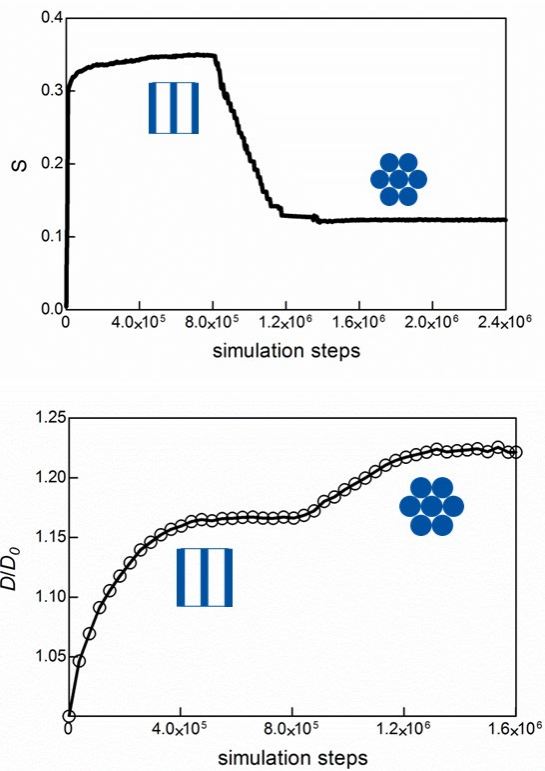 0.4
0.3
S
0.2
0.1
0.0
0 4.0x10⁵ 8.0x10⁵ 1.2x10⁶ 1.6x10⁶ 2.0x10⁶ 2.4x10⁶
simulation steps
1.25
1.20
1.15
D/D₀
1.10
1.05
0 4.0x10⁵ 8.0x10⁵ 1.2x10⁶ 1.6x10⁶
simulation steps